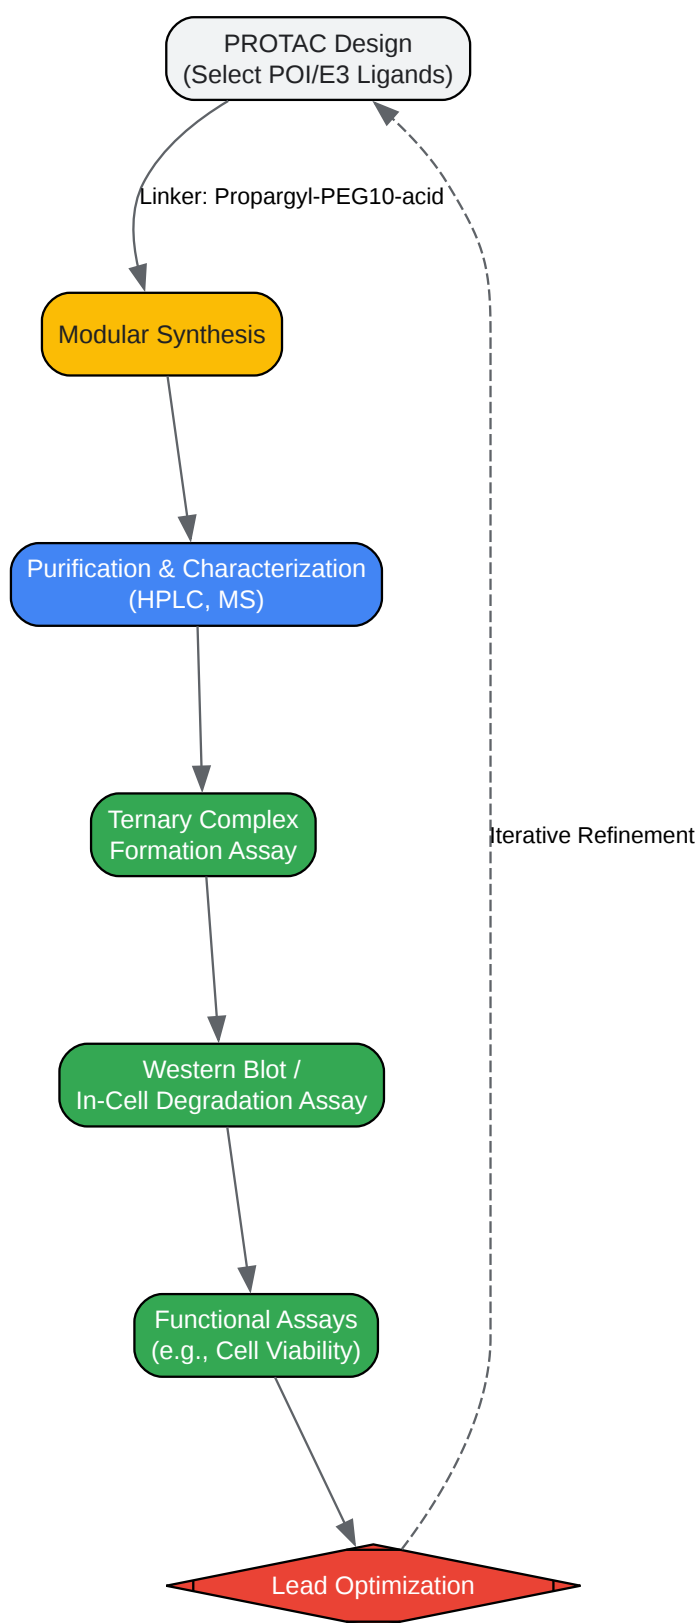 PROTAC Design
(Select POI/E3 Ligands)
Linker: Propargyl-PEG10-acid
Modular Synthesis
Purification & Characterization
(HPLC, MS)
Ternary Complex
Formation Assay
Iterative Refinement
Western Blot /
In-Cell Degradation Assay
Functional Assays
(e.g., Cell Viability)
Lead Optimization